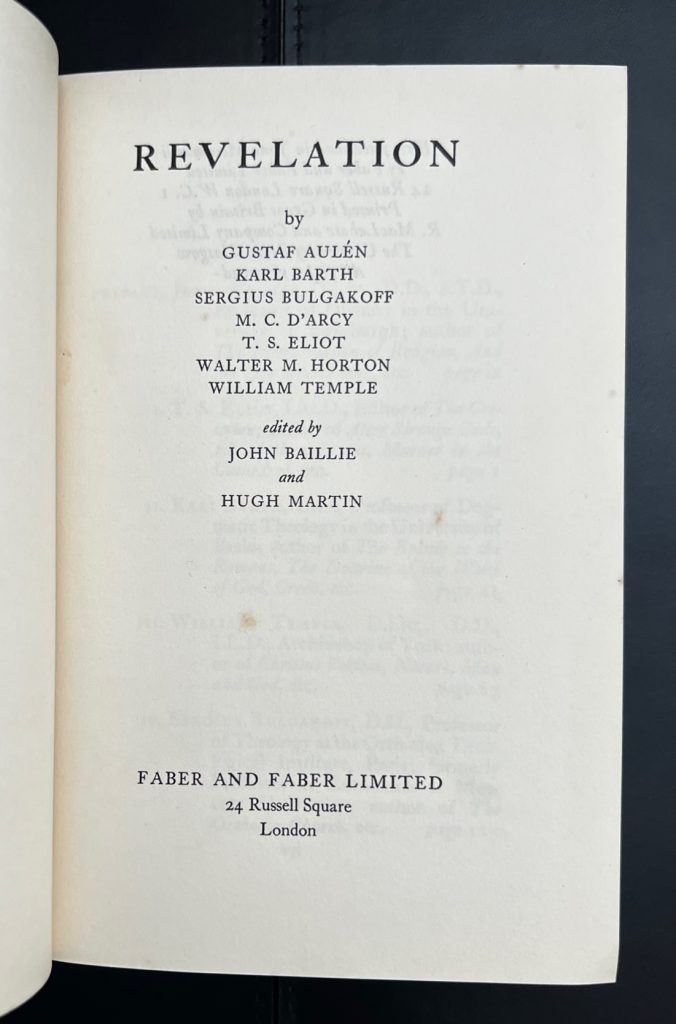 REVELATION
by
GUSTAF AULÉN
KARL BARTH
SERGIUS BULGAKOFF
M. C. D'ARCY
T. S. ELIOT
WALTER M. HORTON
WILLIAM TEMPLE
edited by
JOHN BAILLIE
and
HUGH MARTIN
FABER AND FABER LIMITED
24 Russell Square
London